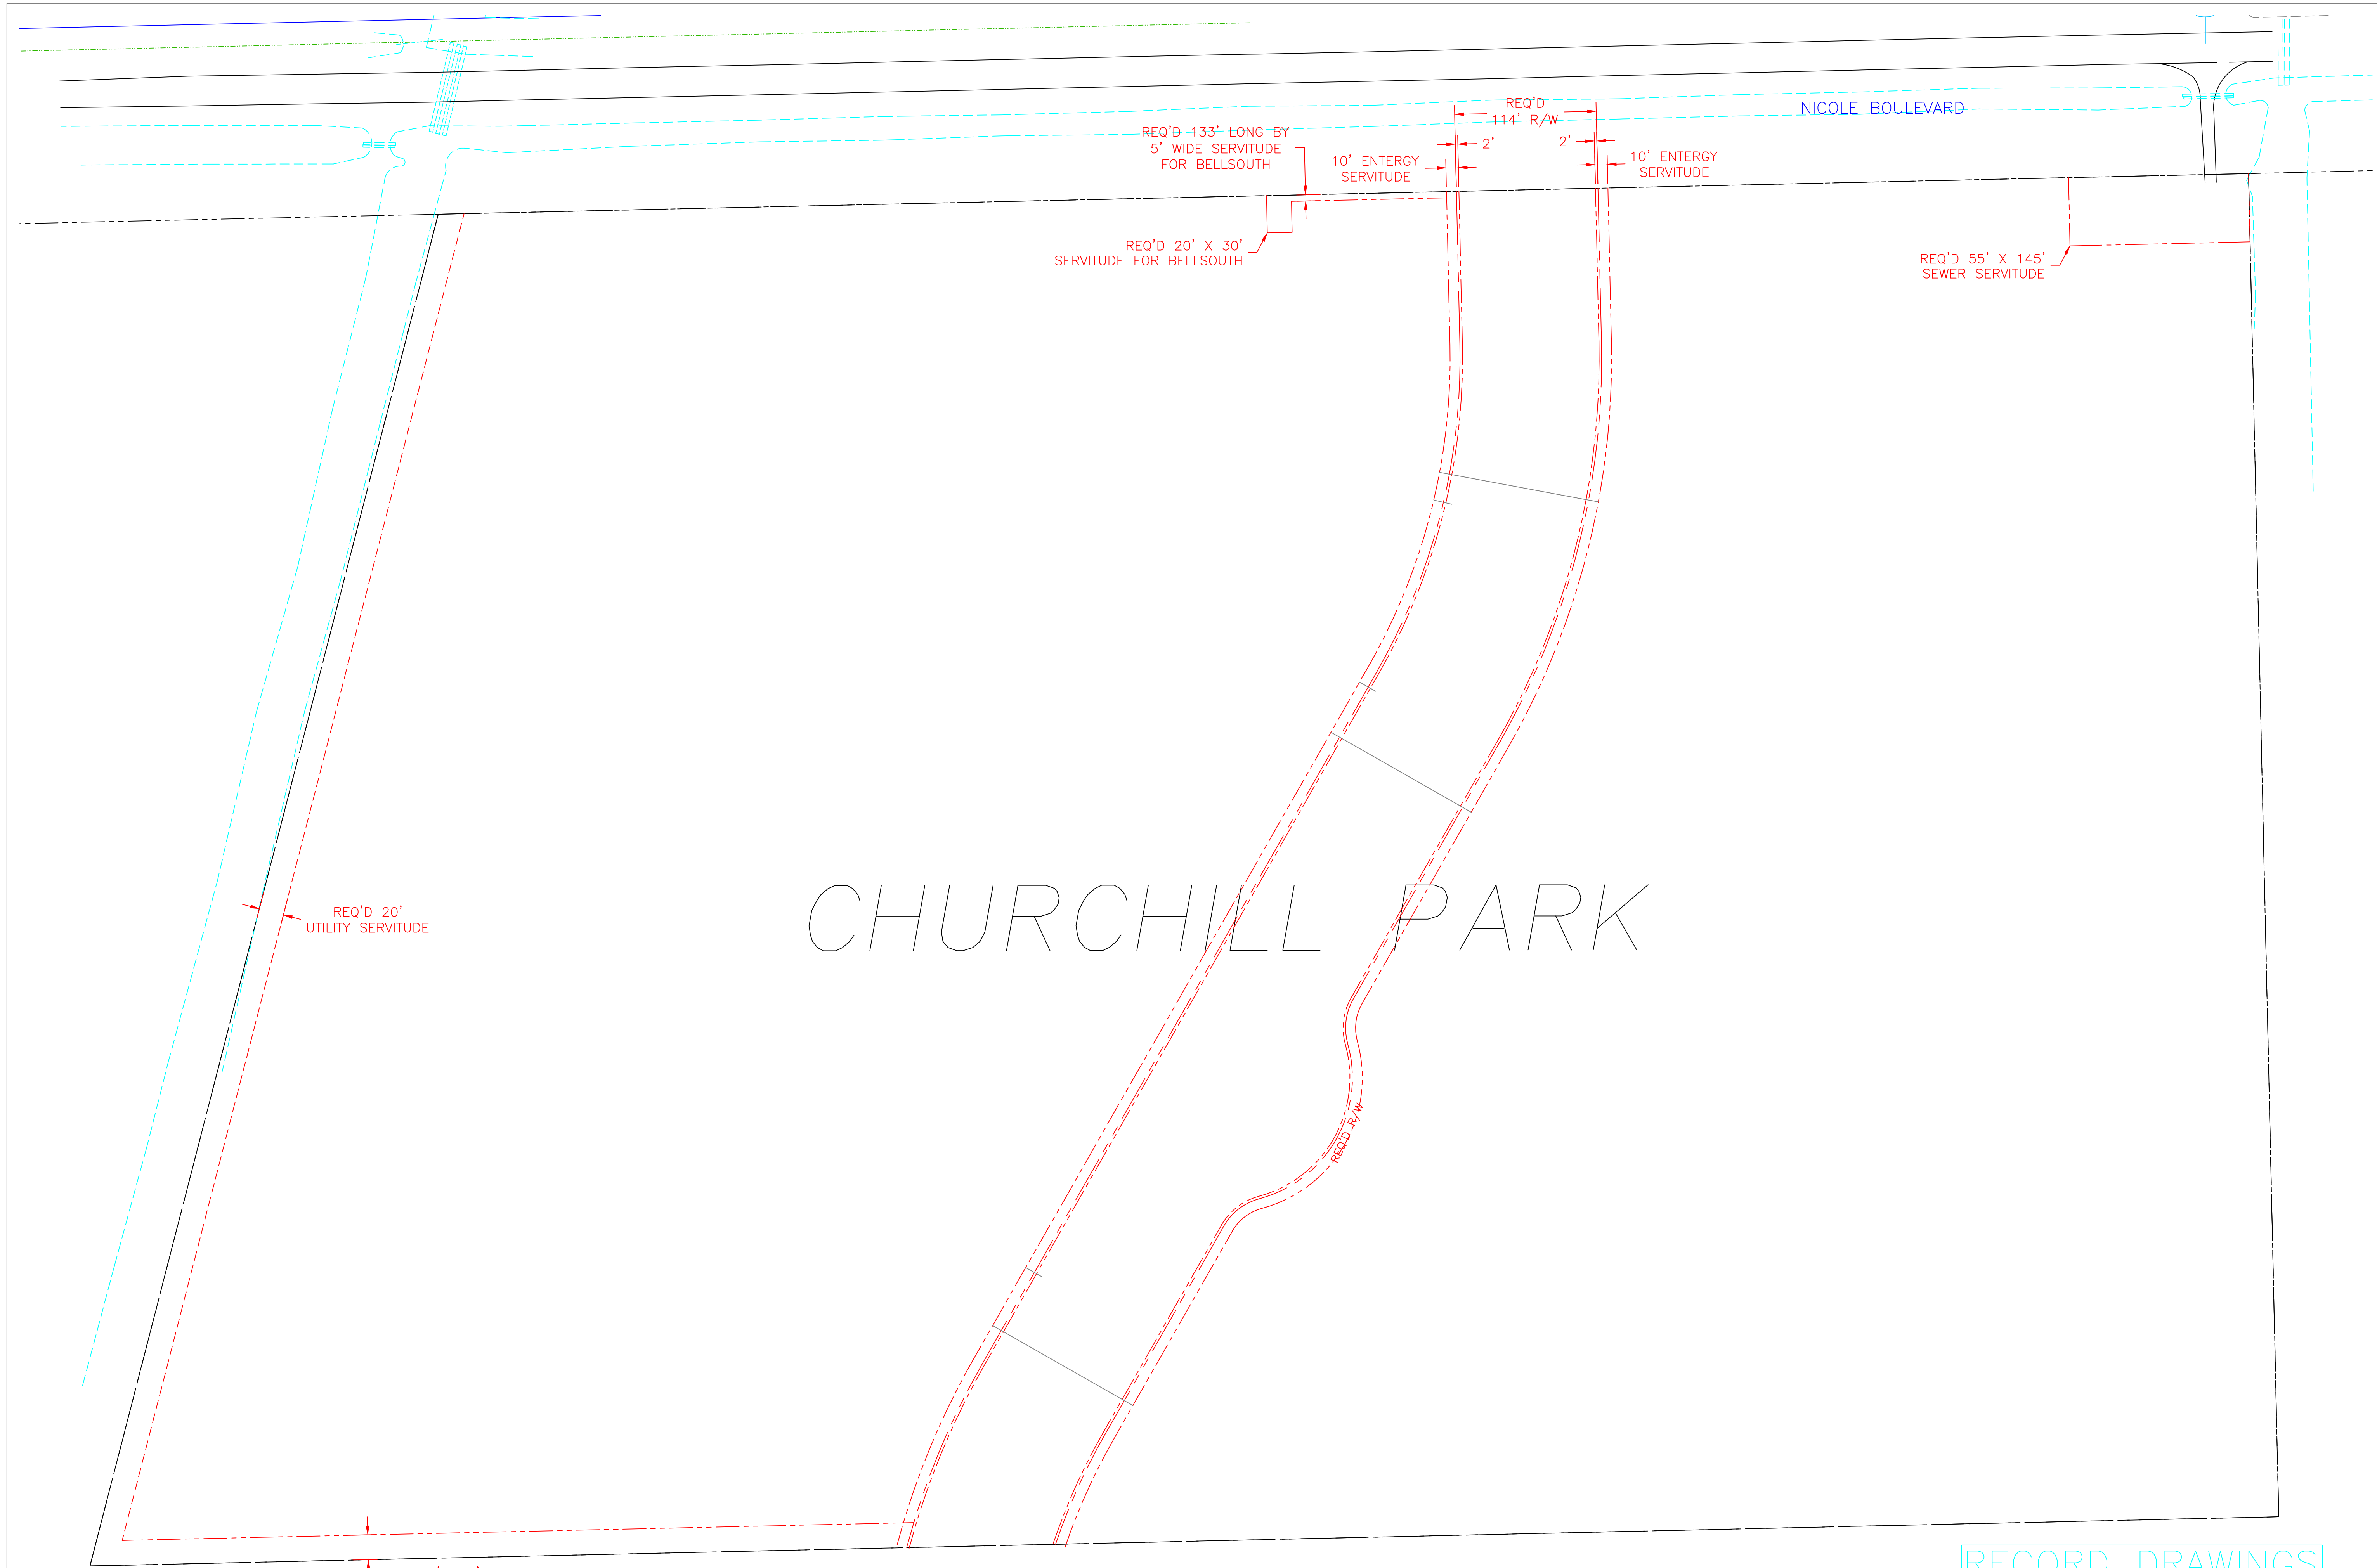 REQ'D
114' R/W
NICOLE BOULEVARD
REQ'D 133' LONG BY
5' WIDE SERVITUDE
FOR BELLSOUTH
2'
2'
10' ENTERGY
SERVITUDE
10' ENTERGY
SERVITUDE
REQ'D 20' X 30'
SERVITUDE FOR BELLSOUTH
REQ'D 55' X 145'
SEWER SERVITUDE
REQ'D 20'
UTILITY SERVITUDE
CHURCHILL PARK
REQ'D R/W
RECORD DRAWINGS